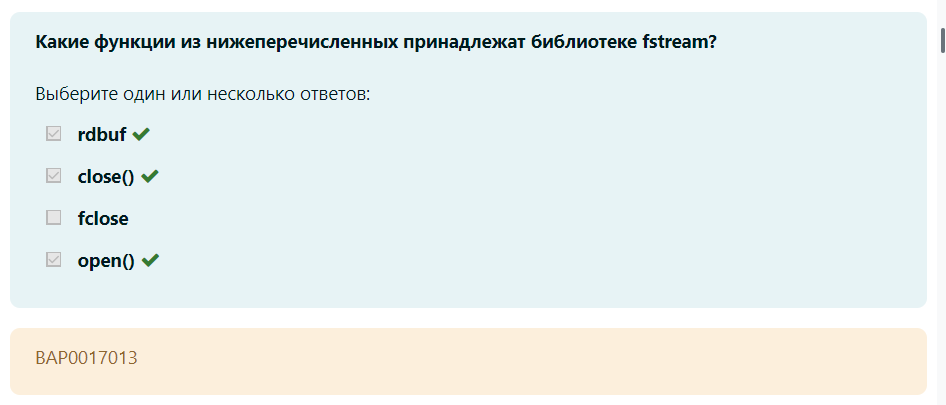 Какие функции из нижеперечисленных принадлежат библиотеке fstream?
Выберите один или несколько ответов:
rdbuf
close()
fclose
open()
BAP0017013